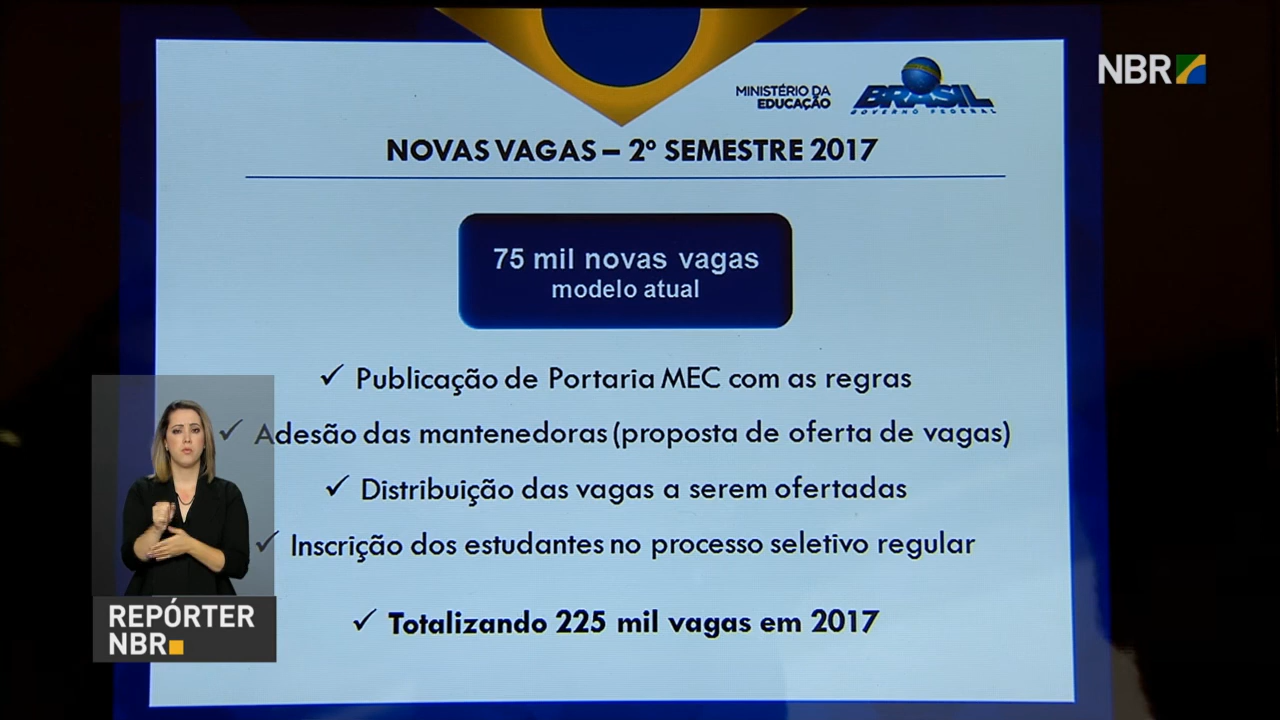 NBR
MINISTÉRIO DA
EDUCAÇÃO
BRASIL
GOVERNO FEDERAL
NOVAS VAGAS – 2º SEMESTRE 2017
75 mil novas vagas
modelo atual
✓ Publicação de Portaria MEC com as regras
✓ Adesão das mantenedoras (proposta de oferta de vagas)
✓ Distribuição das vagas a serem ofertadas
✓ Inscrição dos estudantes no processo seletivo regular
✓ Totalizando 225 mil vagas em 2017
REPÓRTER
NBR